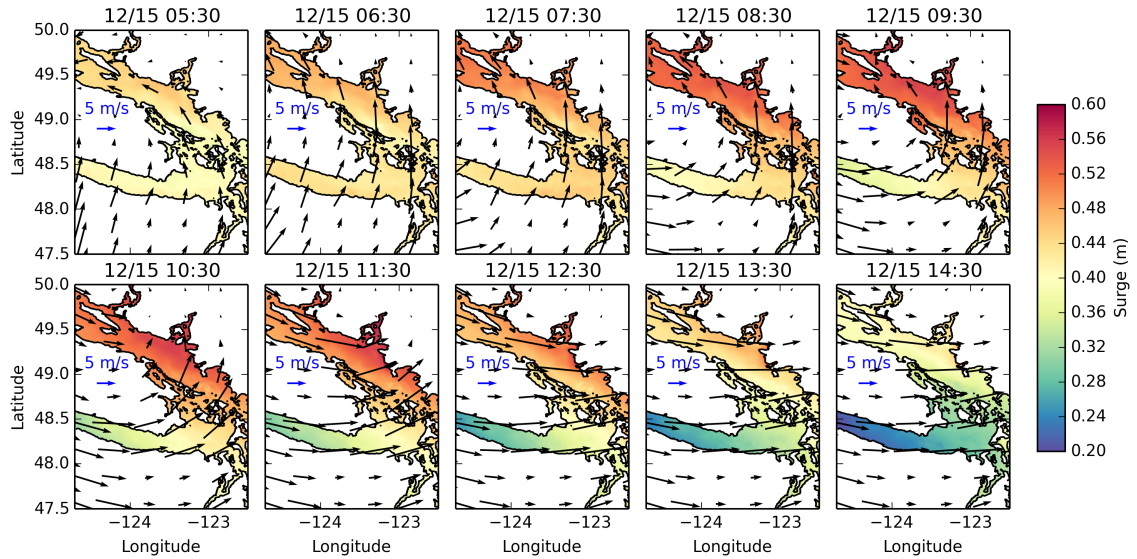 12/15 05:30 12/15 06:30 12/15 07:30 12/15 08:30 12/15 09:30
50.0
49.5
49.0
48.5
48.0
47.5
Latitude
5 m/s 5 m/s 5 m/s 5 m/s 5 m/s
12/15 10:30 12/15 11:30 12/15 12:30 12/15 13:30 12/15 14:30
50.0
49.5
49.0
48.5
48.0
47.5
Latitude
5 m/s 5 m/s 5 m/s 5 m/s 5 m/s
−124 −123 −124 −123 −124 −123 −124 −123 −124 −123
Longitude Longitude Longitude Longitude Longitude
0.60
0.56
0.52
0.48
0.44
0.40
0.36
0.32
0.28
0.24
0.20
Surge (m)